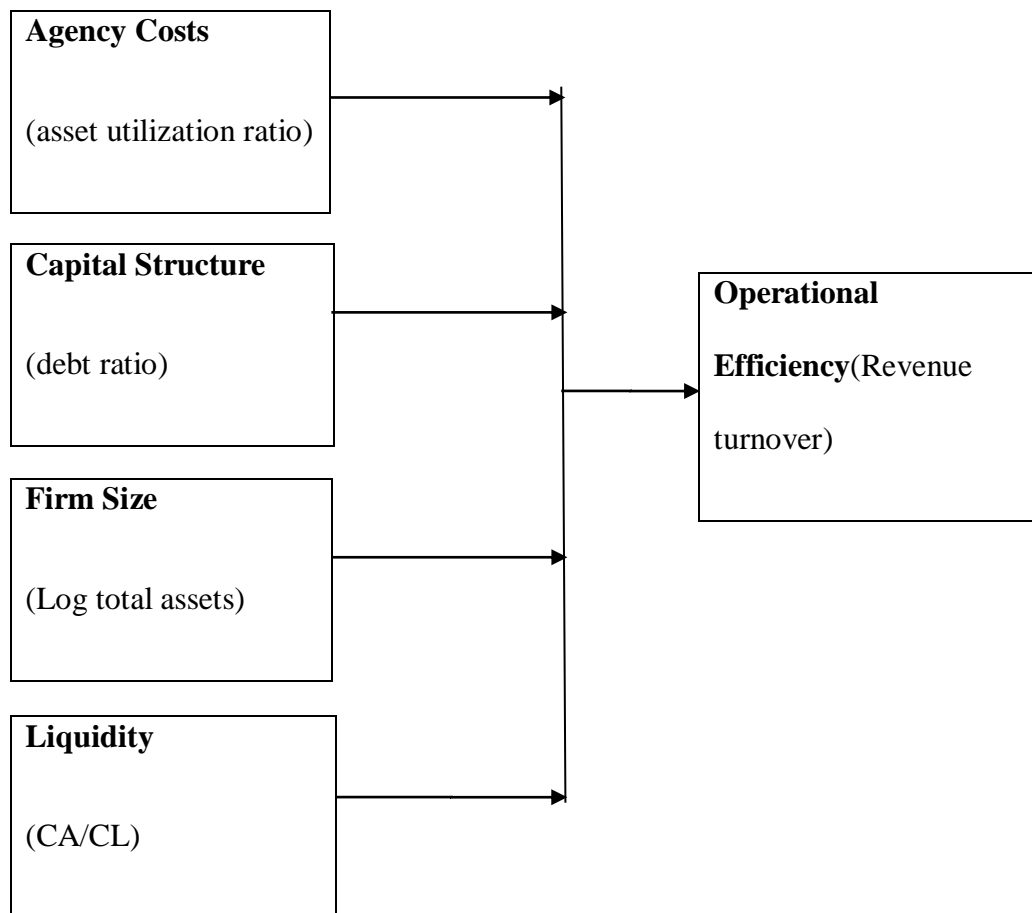 Agency Costs
(asset utilization ratio)
Capital Structure
(debt ratio)
Firm Size
(Log total assets)
Liquidity
(CA/CL)
Operational
Efficiency(Revenue
turnover)